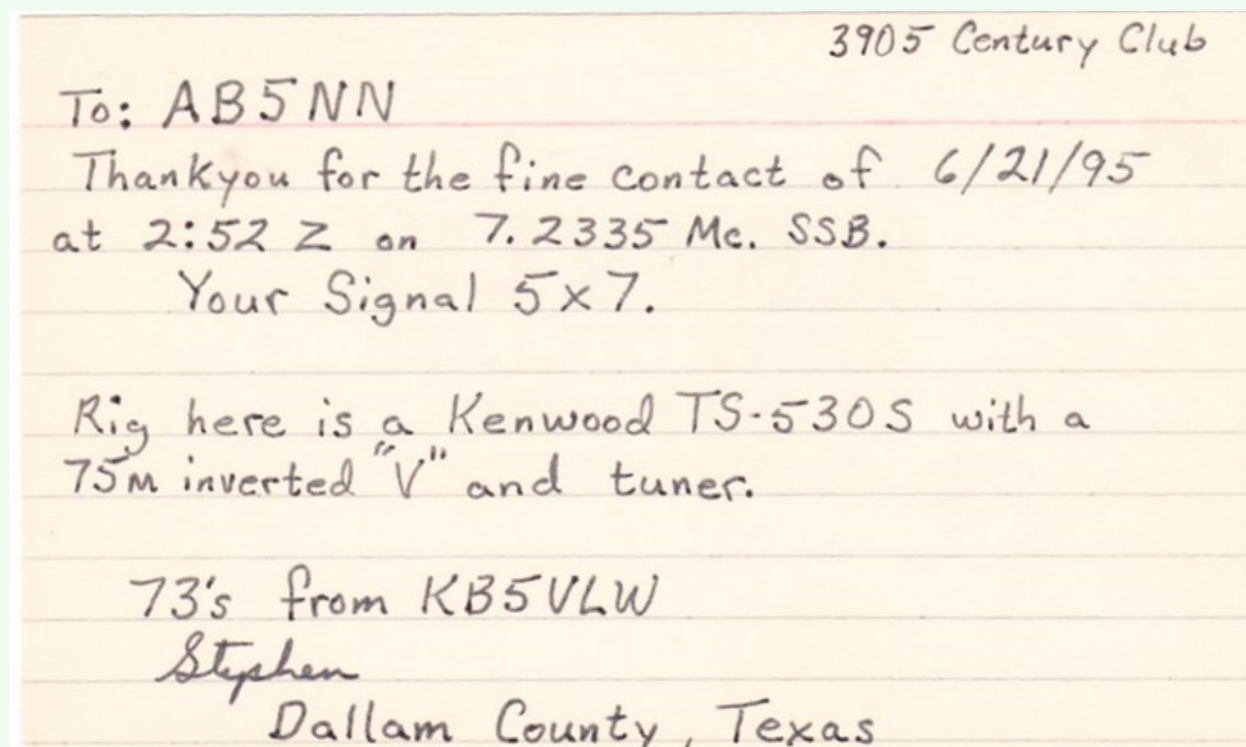 3905 Century Club
To: AB5NN
Thankyou for the fine contact of 6/21/95
at 2:52 Z on 7.2335 Mc. SSB.
Your Signal 5x7.
Rig here is a Kenwood TS-530S with a
75M inverted "V" and tuner.
73's from KB5VLW
Stephen
Dallam County, Texas